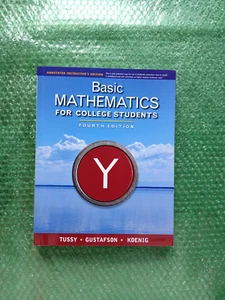 ANNOTATED INSTRUCTOR'S EDITION
Basic
MATHEMATICS
FOR COLLEGE STUDENTS
FOURTH EDITION
Y
TUSSY • GUSTAFSON • KOENIG